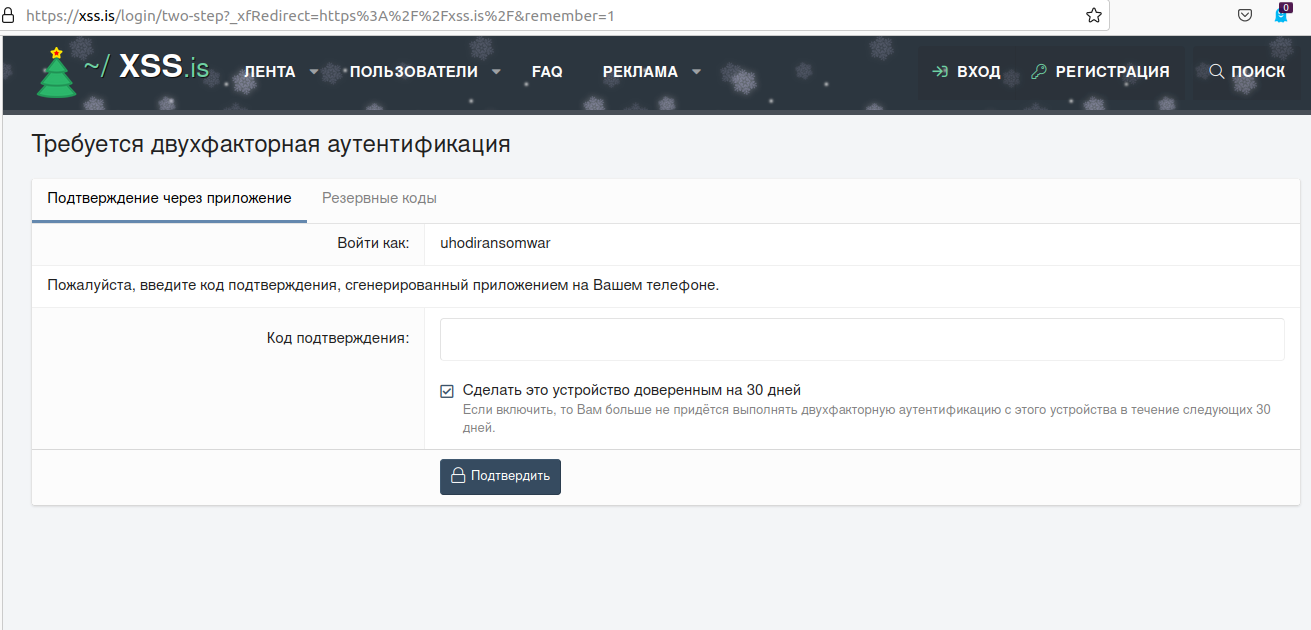 https://xss.is/login/two-step?_xfRedirect=https%3A%2F%2Fxss.is%2F&remember=1
0
~/ XSS.is ЛЕНТА ПОЛЬЗОВАТЕЛИ FAQ РЕКЛАМА ВХОД РЕГИСТРАЦИЯ ПОИСК
Требуется двухфакторная аутентификация
Подтверждение через приложение Резервные коды
Войти как: uhodiransomwar
Пожалуйста, введите код подтверждения, сгенерированный приложением на Вашем телефоне.
Код подтверждения:
Сделать это устройство доверенным на 30 дней
Если включить, то Вам больше не придётся выполнять двухфакторную аутентификацию с этого устройства в течение следующих 30
дней.
Подтвердить